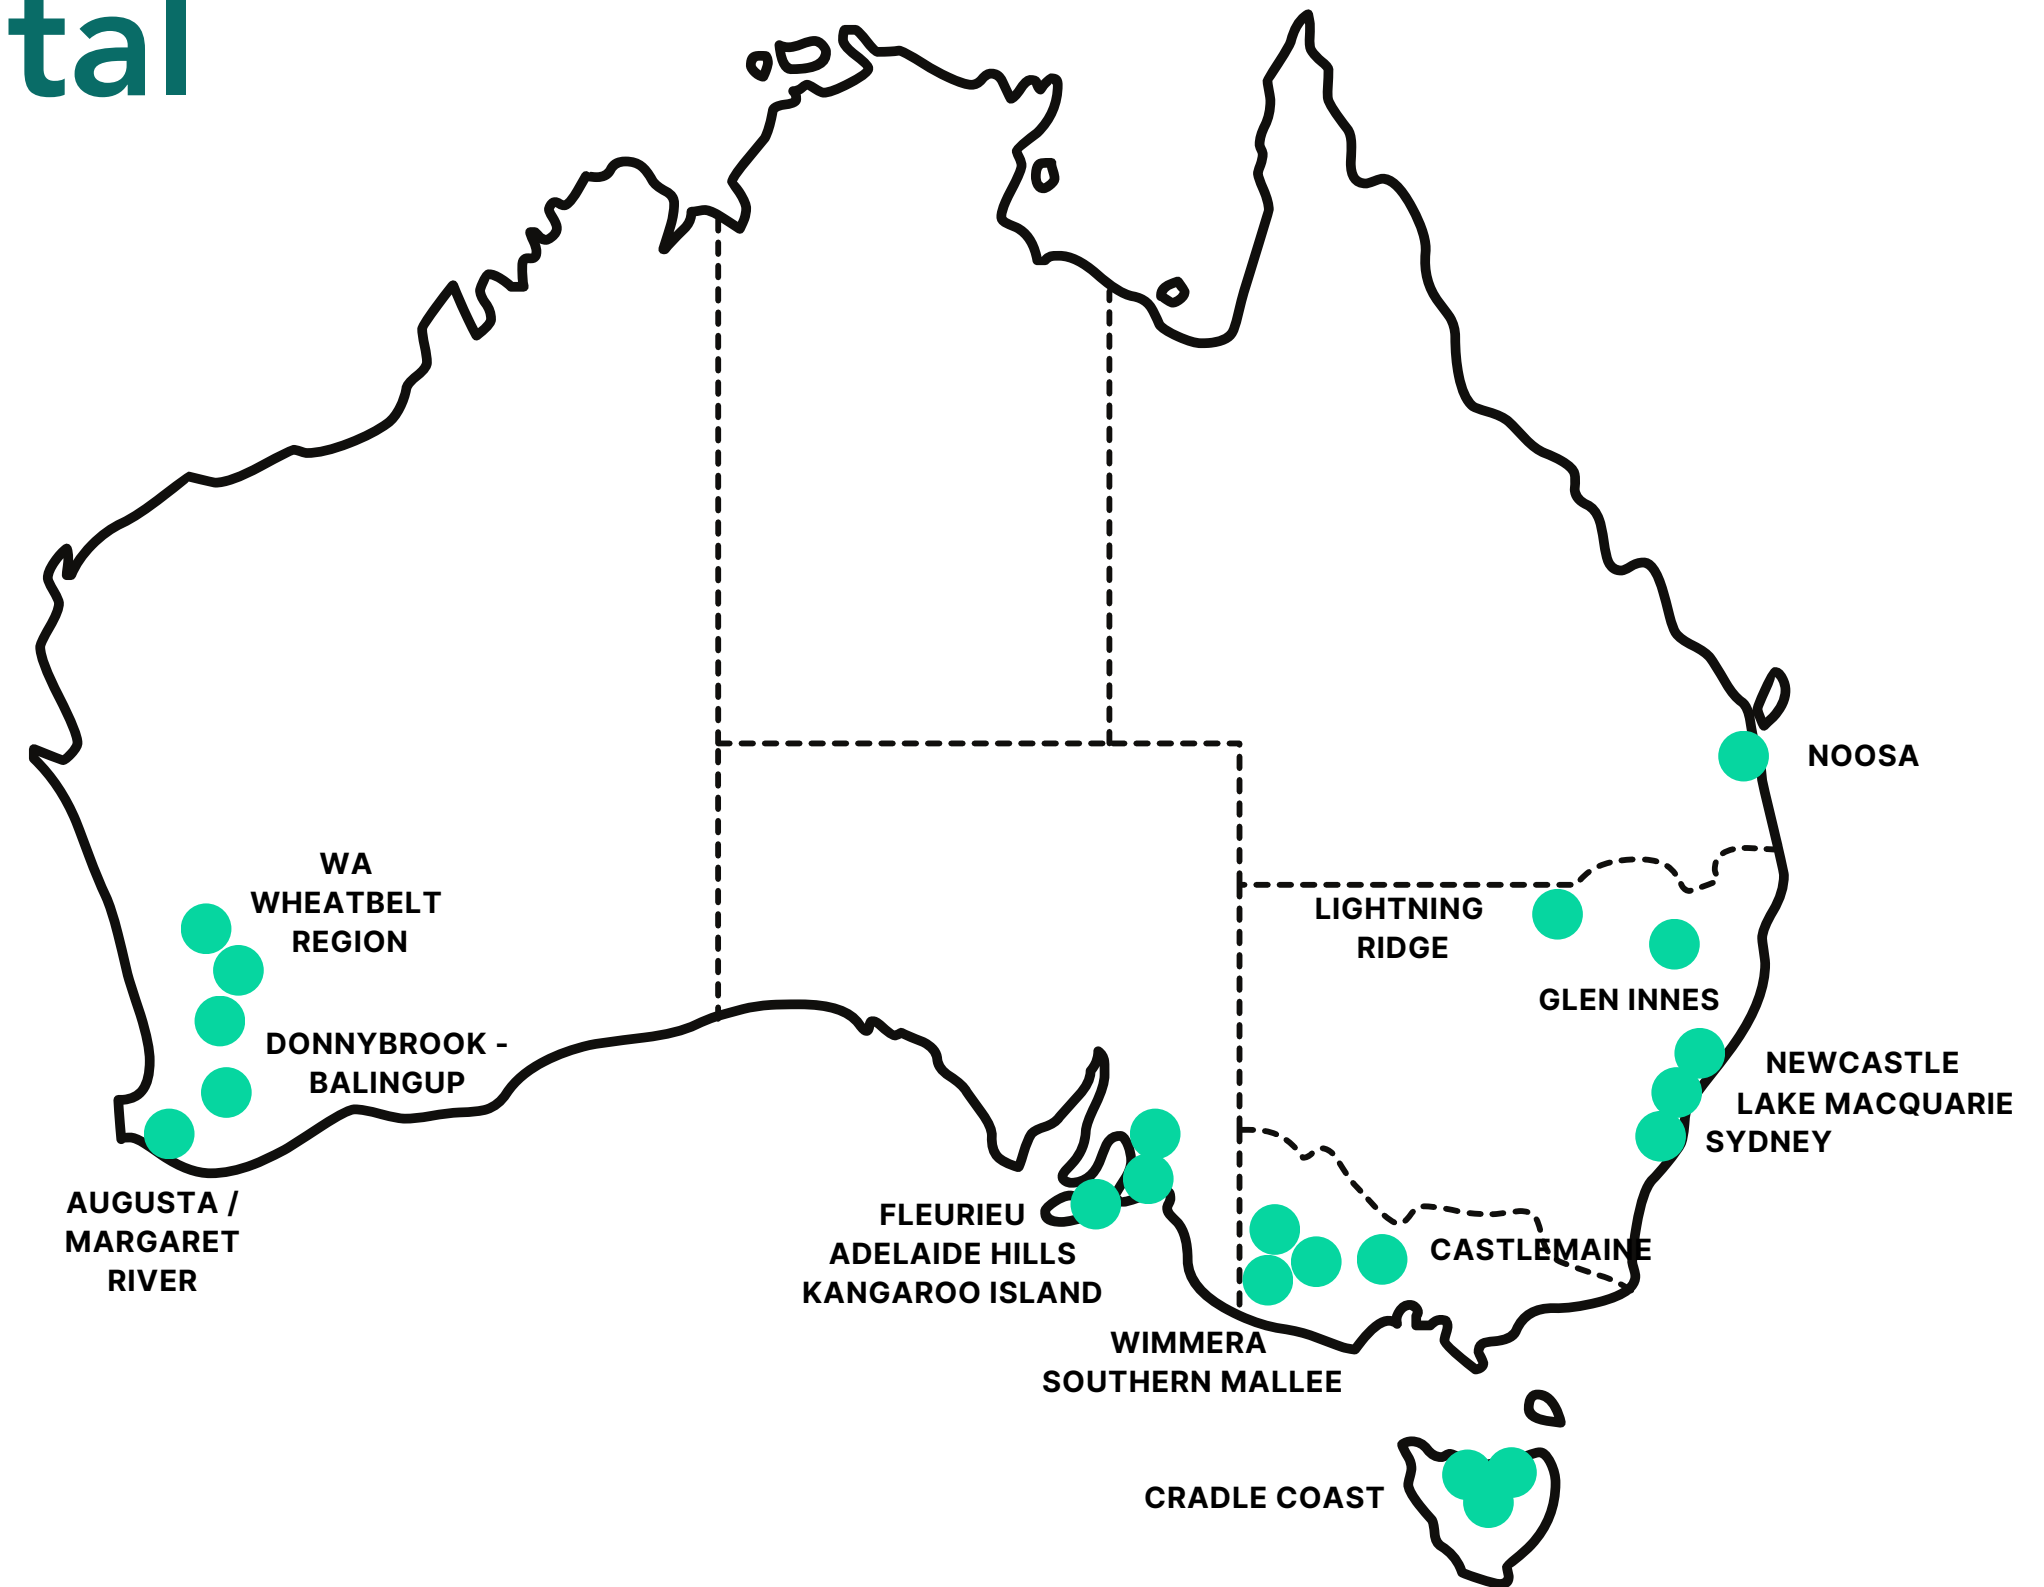 tal
NOOSA
WA
WHEATBELT
REGION
LIGHTNING
RIDGE
GLEN INNES
DONNYBROOK -
BALINGUP
NEWCASTLE
LAKE MACQUARIE
SYDNEY
AUGUSTA /
MARGARET
RIVER
FLEURIEU
ADELAIDE HILLS
KANGAROO ISLAND
CASTLEMAINE
WIMMERA
SOUTHERN MALLEE
CRADLE COAST